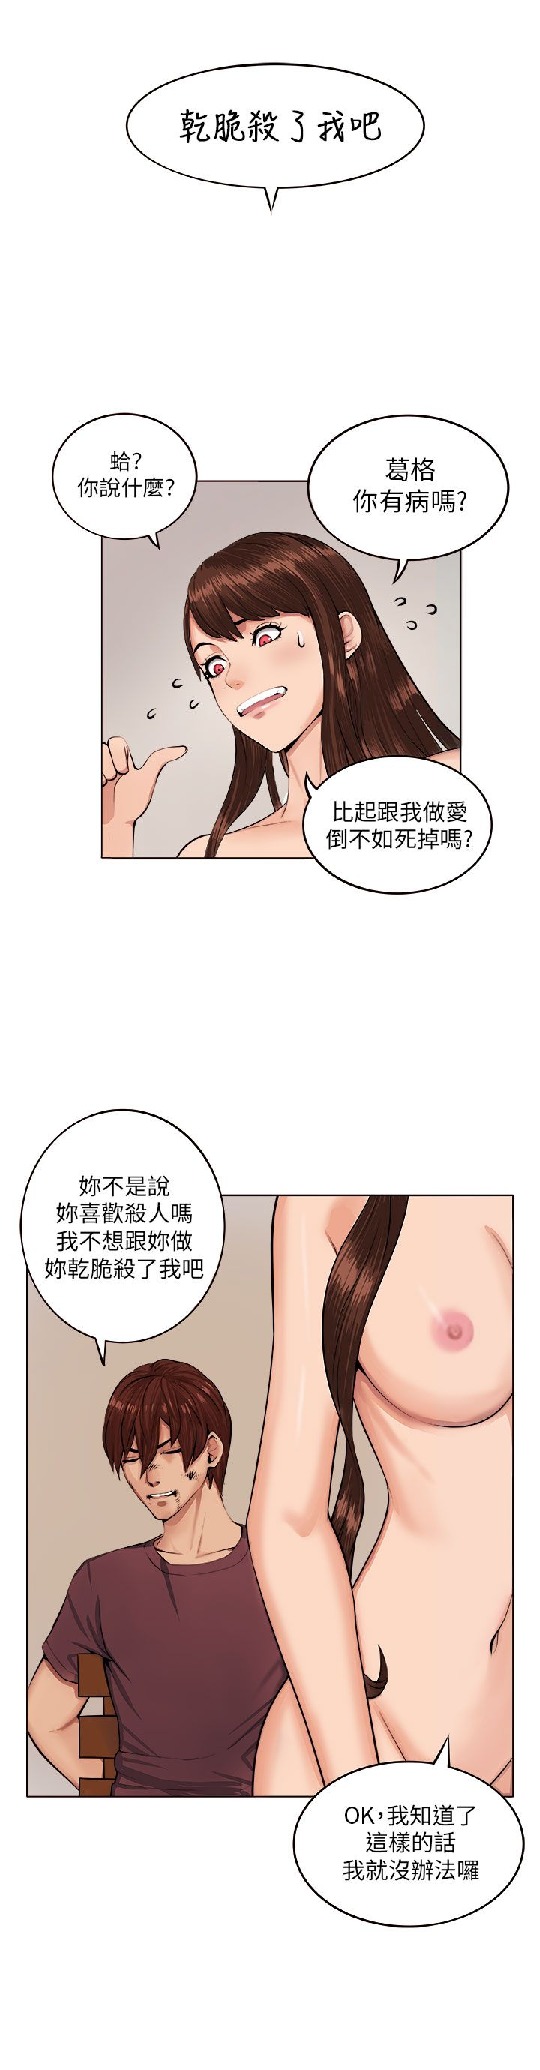 乾脆殺了我吧
蛤?
你說什麼?
葛格
你有病嗎?
比起跟我做愛
倒不如死掉嗎?
妳不是說
妳喜歡殺人嗎
我不想跟妳做
妳乾脆殺了我吧
OK，我知道了
這樣的話
我就沒辦法囉